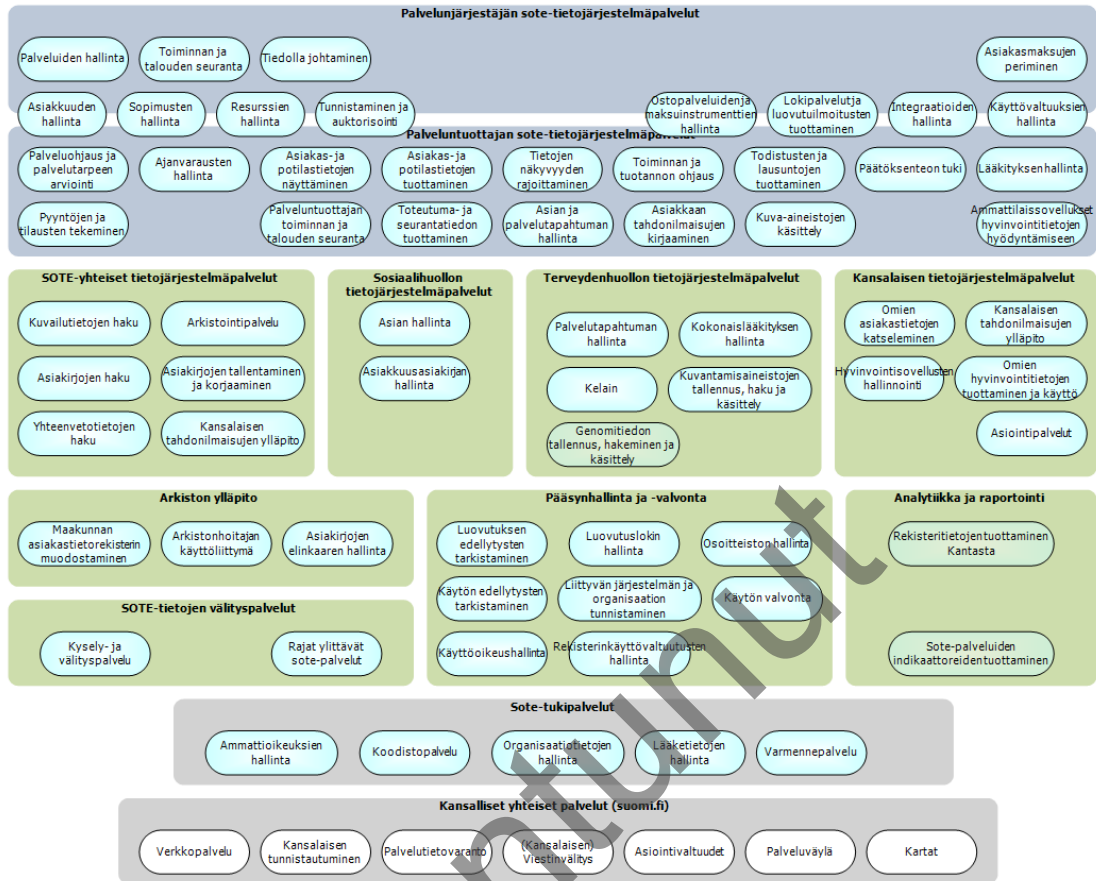 Palvelunjärjestäjän sote-tietojärjestelmäpalvelut
Palveluiden hallinta
Toiminnan ja
talouden seuranta
Tiedolla johtaminen
Asiakasmaksujen
periminen
Asiakkuuden
hallinta
Sopimusten
hallinta
Resurssien
hallinta
Tunnistaminen ja
auktorisointi
Ostopalveluidenja
maksuinstrumenttien
hallinta
Lokipalvelutja
luovutuilmoitusten
tuottaminen
Integraatioiden
hallinta
Käyttövaltuuksien
hallinta
Palveluntuottajan sote-tietojärjestelmäpalvelut
Palveluohjaus ja
palvelutarpeen
arviointi
Ajanvarausten
hallinta
Asiakas- ja
potilastietojen
näyttäminen
Asiakas- ja
potilastietojen
tuottaminen
Tietojen
näkyvyyden
rajoittaminen
Toiminnan ja
tuotannon ohjaus
Todistusten ja
lausuntojen
tuottaminen
Päätöksenteon tuki
Lääkityksen hallinta
Pyyntöjen ja
tilausten tekeminen
Palveluntuottajan
toiminnan ja
talouden seuranta
Toteutuma- ja
seurantatiedon
tuottaminen
Asian ja
palvelutapahtuman
hallinta
Asiakkaan
tahdonilmaisujen
kirjaaminen
Kuva-aineistojen
käsittely
Ammattilaissovellukset
hyvinvointitietojen
hyödyntämiseen
SOTE-yhteiset tietojärjestelmäpalvelut
Kuvailutietojen haku
Arkistointipalvelu
Asiakirjojen haku
Asiakirjojen tallentaminen
ja korjaaminen
Yhteenvetotietojen
haku
Kansalaisen
tahdonilmaisujen ylläpito
Sosiaalihuollon
tietojärjestelmäpalvelut
Asian hallinta
Asiakkuusasiakirjan
hallinta
Terveydenhuollon tietojärjestelmäpalvelut
Palvelutapahtuman
hallinta
Kokonaislääkityksen
hallinta
Kelain
Kuvantamisaineistojen
tallennus, haku ja
käsittely
Genomitiedon
tallennus, hakeminen ja
käsittely
Kansalaisen tietojärjestelmäpalvelut
Omien
asiakastietojen
katseleminen
Kansalaisen
tahdonilmaisujen
ylläpito
Hyvinvointisovellusten
hallinnointi
Omien
hyvinvointitietojen
tuottaminen ja käyttö
Asiointipalvelut
Arkiston ylläpito
Maakunnan
asiakastietorekisterin
muodostaminen
Arkistonhoitajan
käyttöliittymä
Asiakirjojen
elinkaaren hallinta
Pääsynhallinta ja -valvonta
Luovutuksen
edellytysten
tarkistaminen
Luovutuslokin
hallinta
Osoitteiston hallinta
Käytön edellytysten
tarkistaminen
Liittyvän järjestelmän ja
organisaation
tunnistaminen
Käytön valvonta
Käyttöoikeushallinta
Rekisterinkäyttövaltuutusten
hallinta
Analytiikka ja raportointi
Rekisteritietojentuottaminen
Kantasta
Sote-palveluiden
indikaattoreidentuottaminen
SOTE-tietojen välityspalvelut
Kysely- ja
välityspalvelu
Rajat ylittävät
sote-palvelut
Sote-tukipalvelut
Ammattioikeuksien
hallinta
Koodistopalvelu
Organisaatiotietojen
hallinta
Lääketietojen
hallinta
Varmennepalvelu
Kansalliset yhteiset palvelut (suomi.fi)
Verkkopalvelu
Kansalaisen
tunnistautuminen
Palvelutietovaranto
(Kansalaisen)
Viestinvälitys
Asiointivaltuudet
Palveluväylä
Kartat